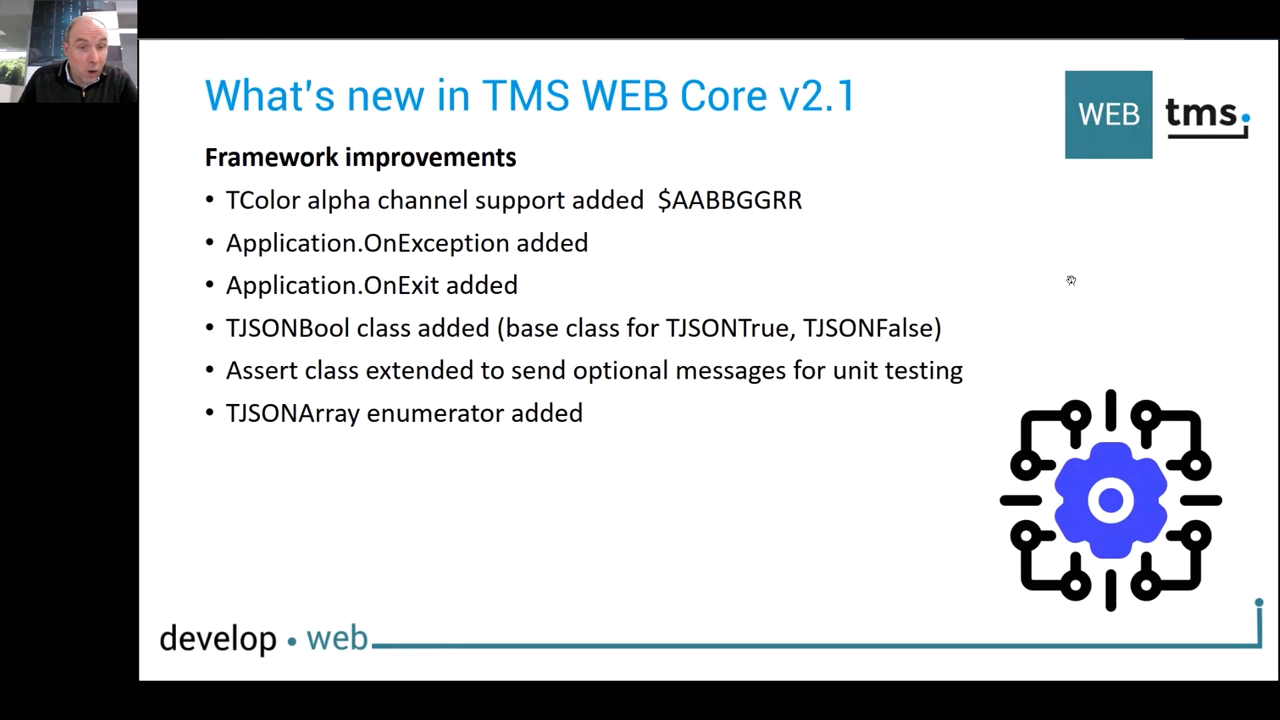 What's new in TMS WEB Core v2.1
WEB
tms.
Framework improvements
• TColor alpha channel support added $AABBGGRR
• Application.OnException added
• Application.OnExit added
• TJSONBool class added (base class for TJSONTrue, TJSONFalse)
• Assert class extended to send optional messages for unit testing
• TJSONArray enumerator added
develop • web